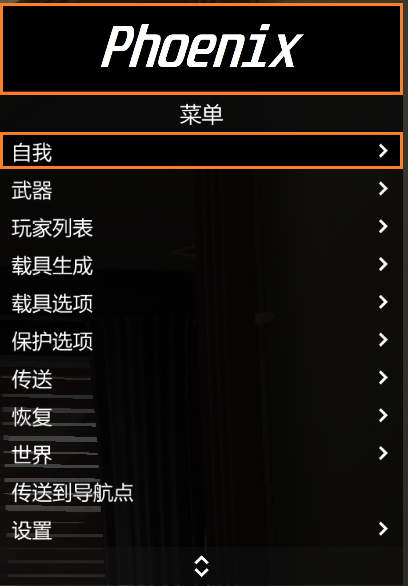 Phoenix
菜单
自我
武器
玩家列表
载具生成
载具选项
保护选项
传送
恢复
世界
传送到导航点
设置